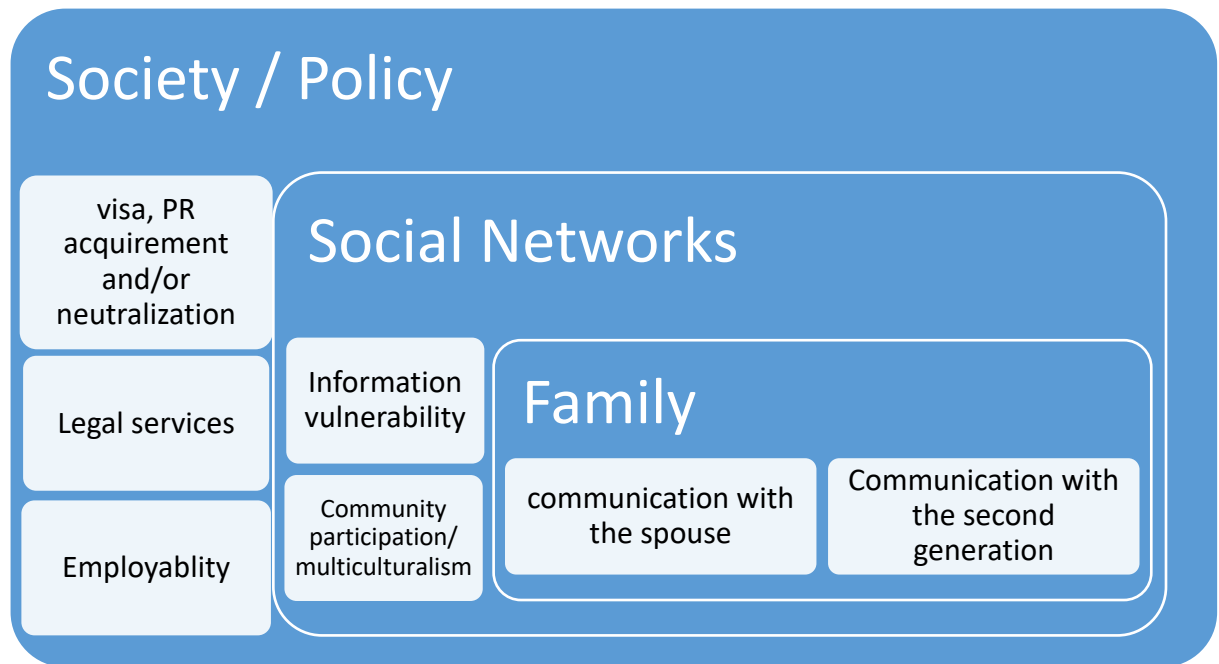 Society / Policy
visa, PR
acquirement
and/or
neutralization
Legal services
Employablity
Social Networks
Information
vulnerability
Community
participation/
multiculturalism
Family
communication with
the spouse
Communication with
the second
generation